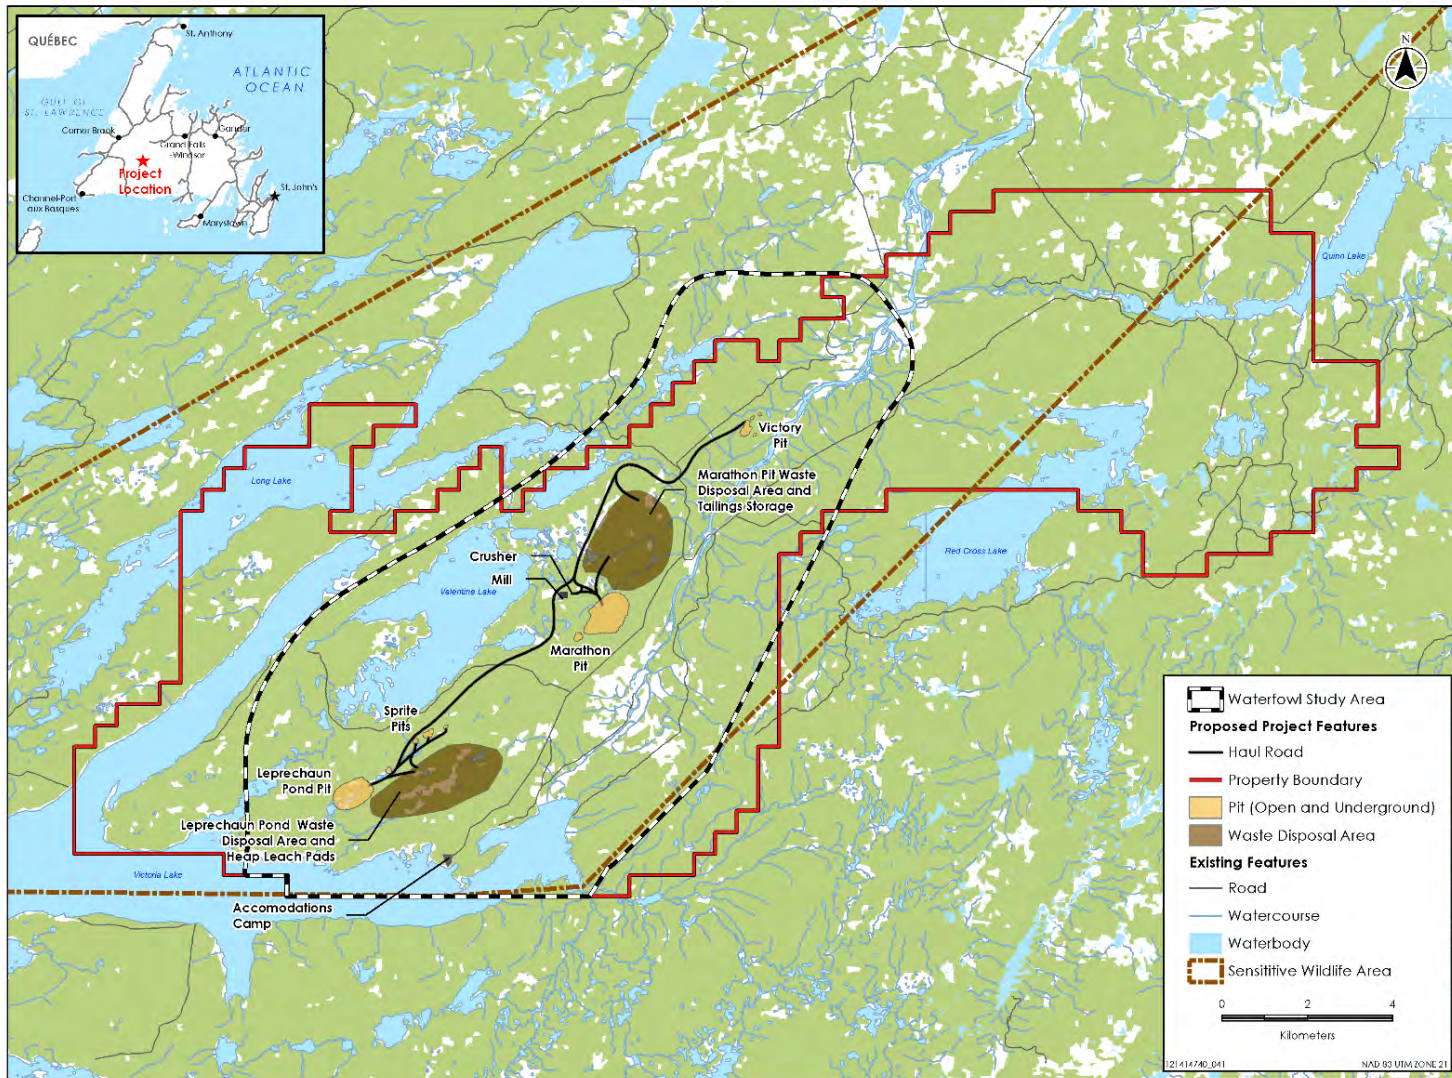 QUÉBEC
St. Anthony
ATLANTIC
OCEAN
GULF OF
ST. LAWRENCE
Corner Brook
Gander
Grand Falls
-Windsor
Project
Location
St. John's
Channel-Port
aux Basques
Marystown
N
Quinn Lake
Victory
Pit
Marathon Pit Waste
Disposal Area and
Tailings Storage
Long Lake
Crusher
Mill
Valentine Lake
Red Cross Lake
Marathon
Pit
Sprite
Pits
Leprechaun
Pond Pit
Leprechaun Pond Waste
Disposal Area and
Heap Leach Pads
Victoria Lake
Accomodations
Camp
Waterfowl Study Area
Proposed Project Features
Haul Road
Property Boundary
Pit (Open and Underground)
Waste Disposal Area
Existing Features
Road
Watercourse
Waterbody
Sensititive Wildlife Area
0 2 4
Kilometers
121414740_041 NAD 83 UTM ZONE 21